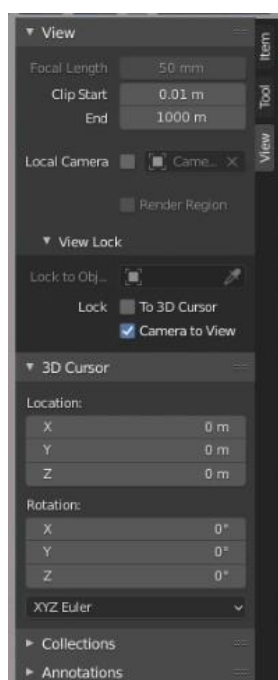 View
Item
Focal Length 50 mm
Clip Start 0.01 m
Tool
End 1000 m
View
Local Camera Came...
Render Region
View Lock
Lock to Obj...
Lock To 3D Cursor
Camera to View
3D Cursor
Location:
X 0 m
Y 0 m
Z 0 m
Rotation:
X 0°
Y 0°
Z 0°
XYZ Euler
Collections
Annotations